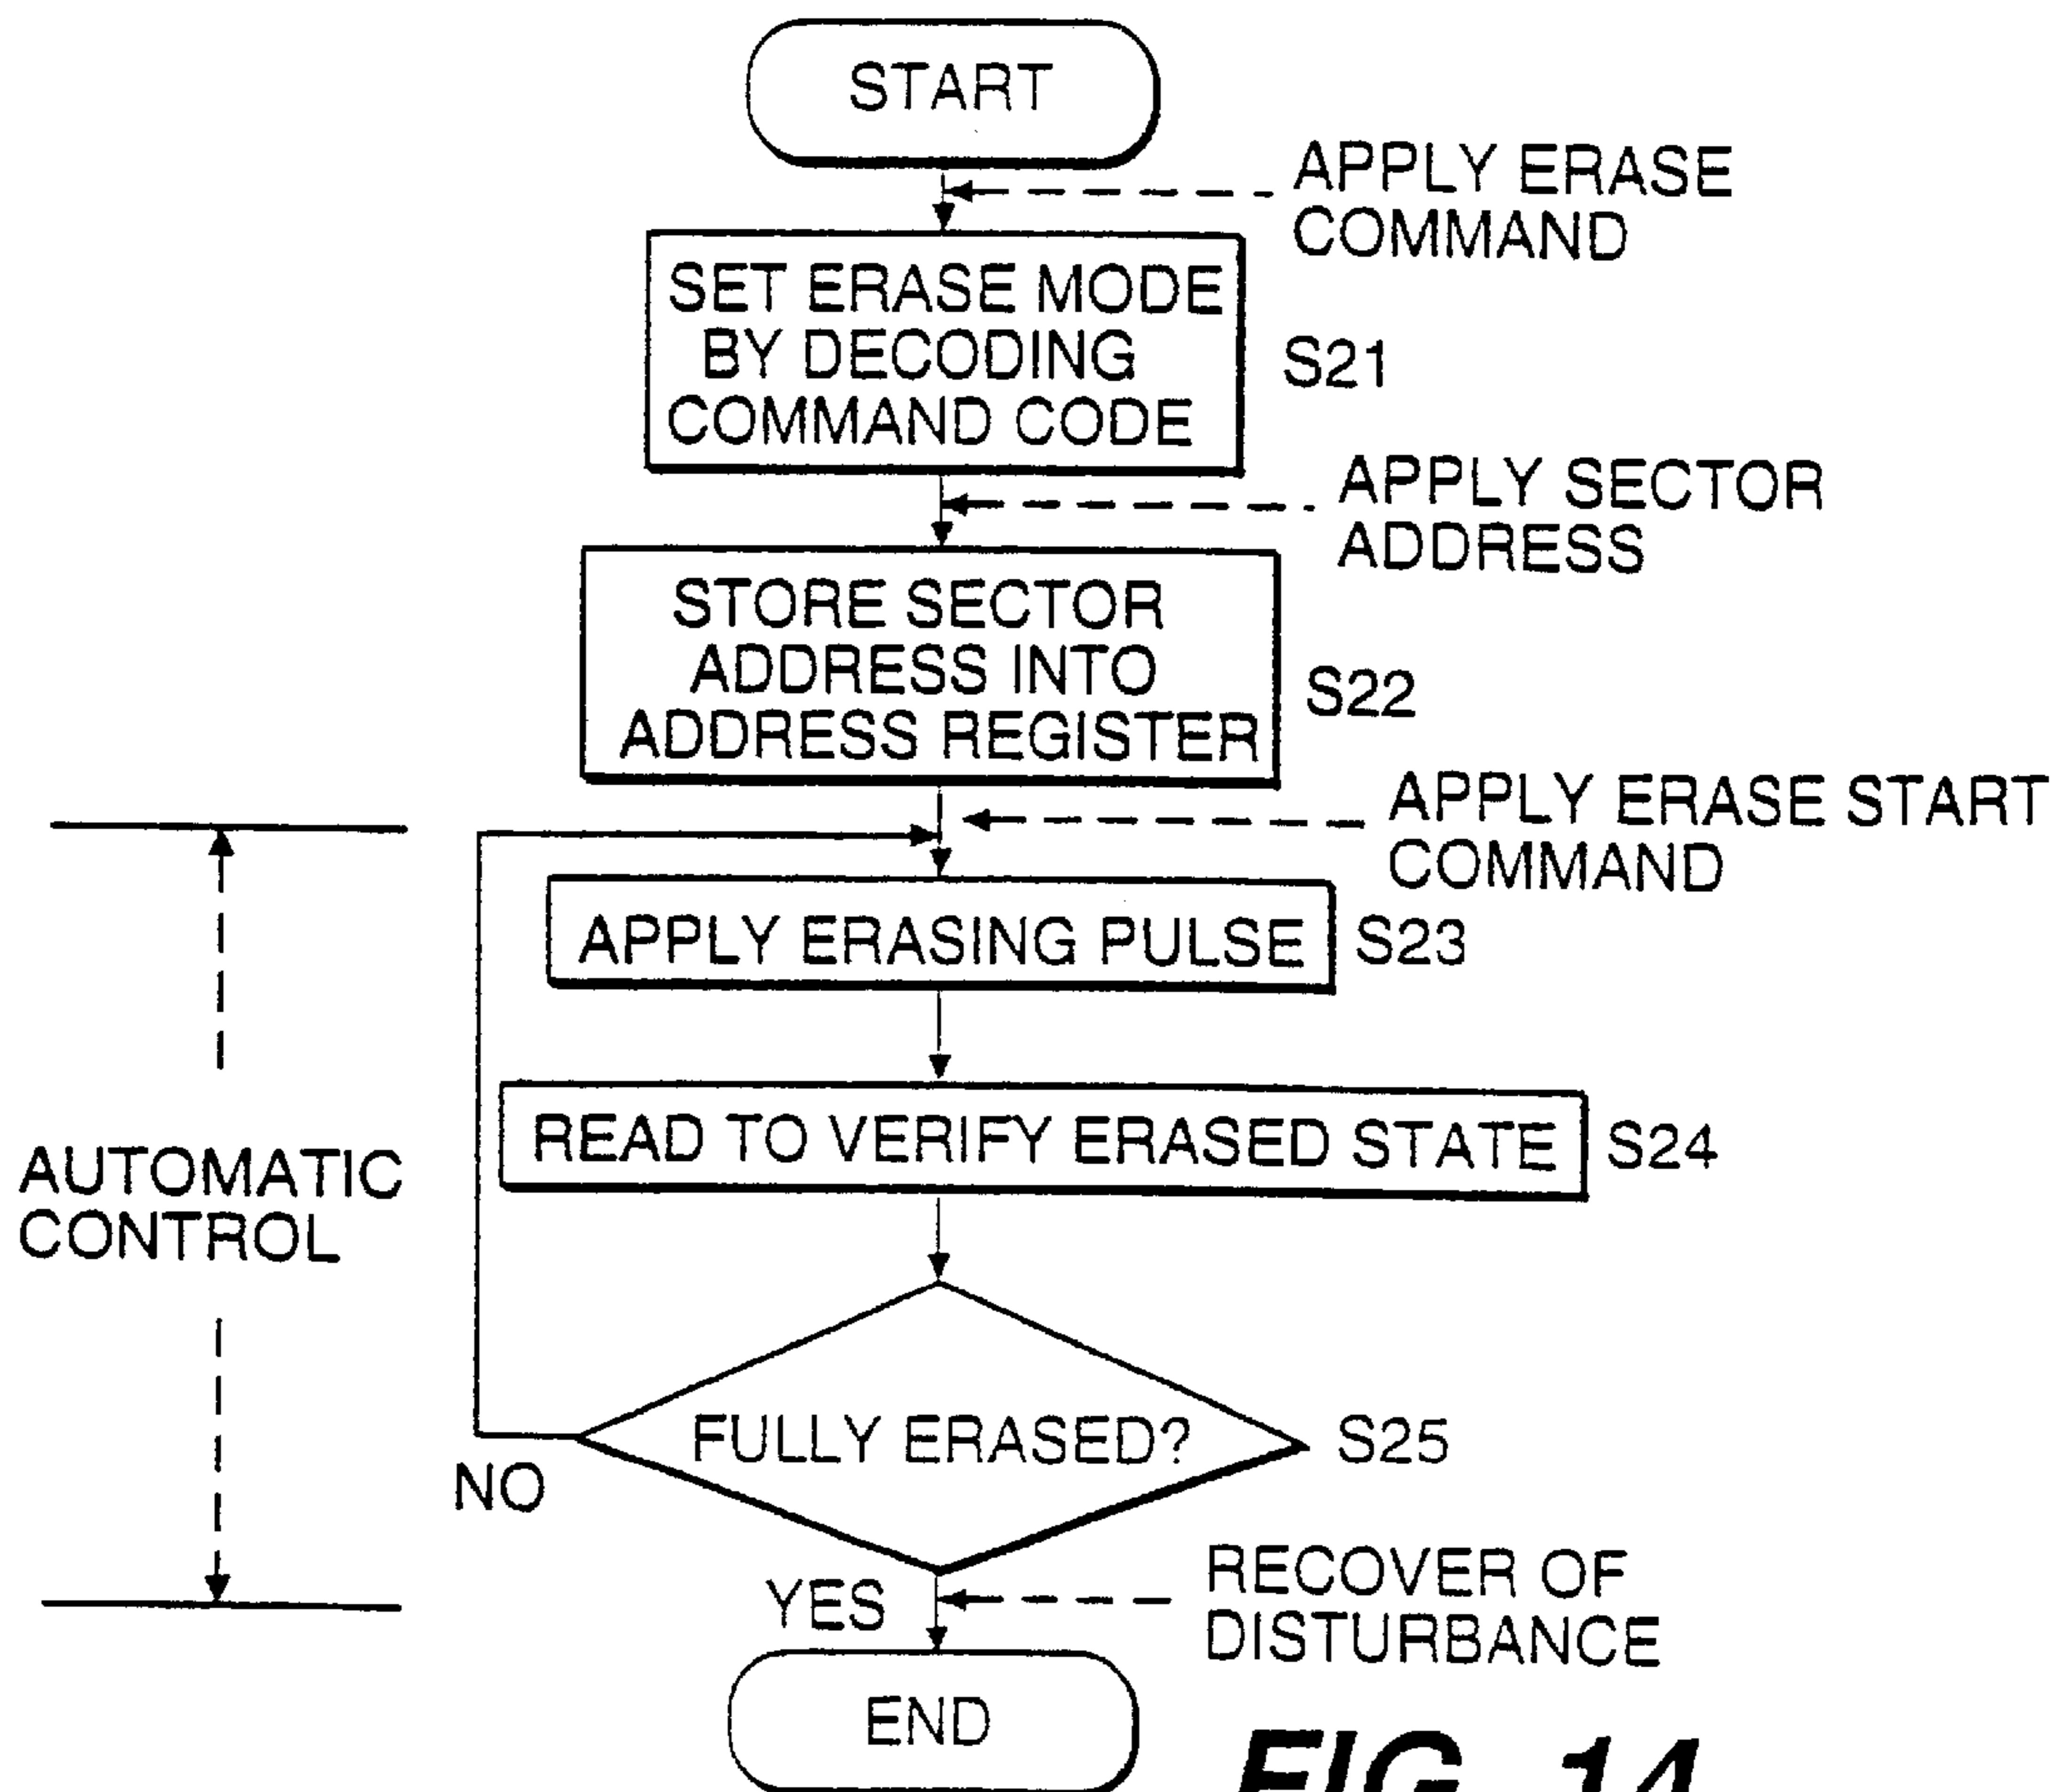 START
APPLY ERASE
COMMAND
SET ERASE MODE
BY DECODING
COMMAND CODE
S21
APPLY SECTOR
ADDRESS
STORE SECTOR
ADDRESS INTO
ADDRESS REGISTER
S22
APPLY ERASE START
COMMAND
APPLY ERASING PULSE
S23
READ TO VERIFY ERASED STATE
S24
AUTOMATIC
CONTROL
FULLY ERASED?
S25
NO
YES
RECOVER OF
DISTURBANCE
END
FIG. 14